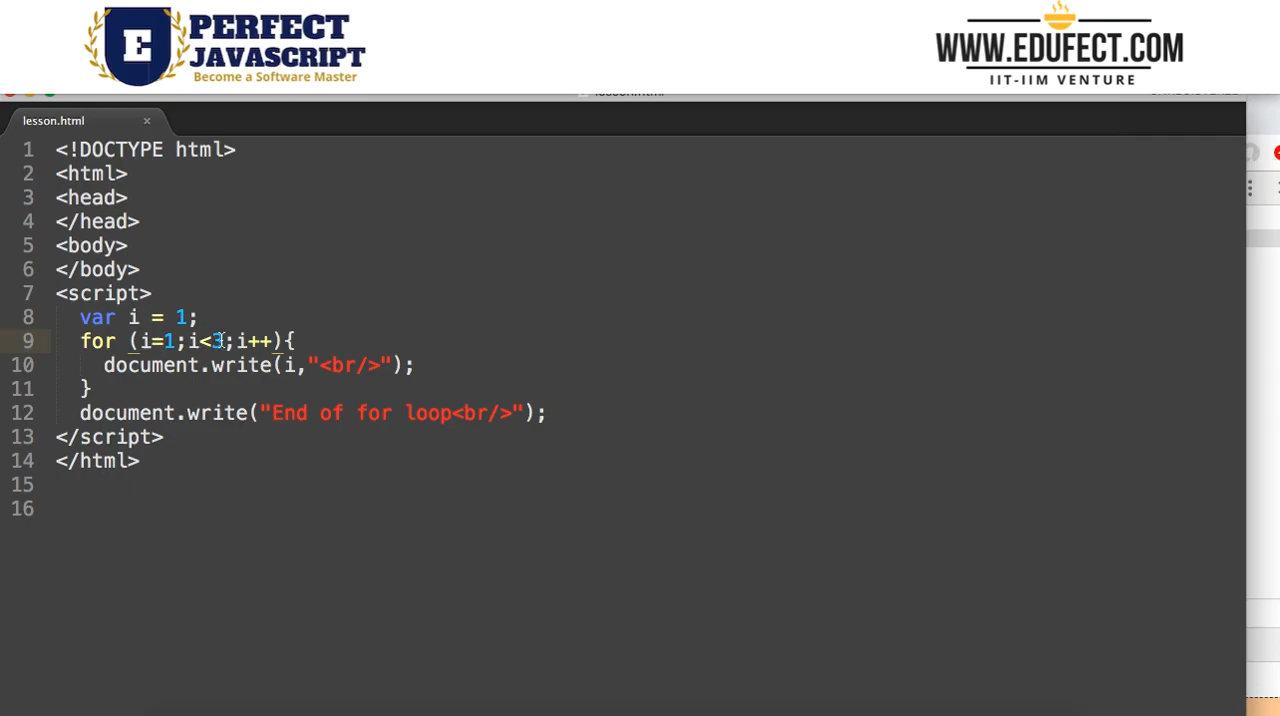 E PERFECT
JAVASCRIPT
Become a Software Master
WWW.EDUFECT.COM
IIT-IIM VENTURE
lesson.html
1 <!DOCTYPE html>
2 <html>
3 <head>
4 </head>
5 <body>
6 </body>
7 <script>
8 var i = 1;
9 for (i=1;i<3;i++){
10 document.write(i,"<br/>");
11 }
12 document.write("End of for loop<br/>");
13 </script>
14 </html>
15
16